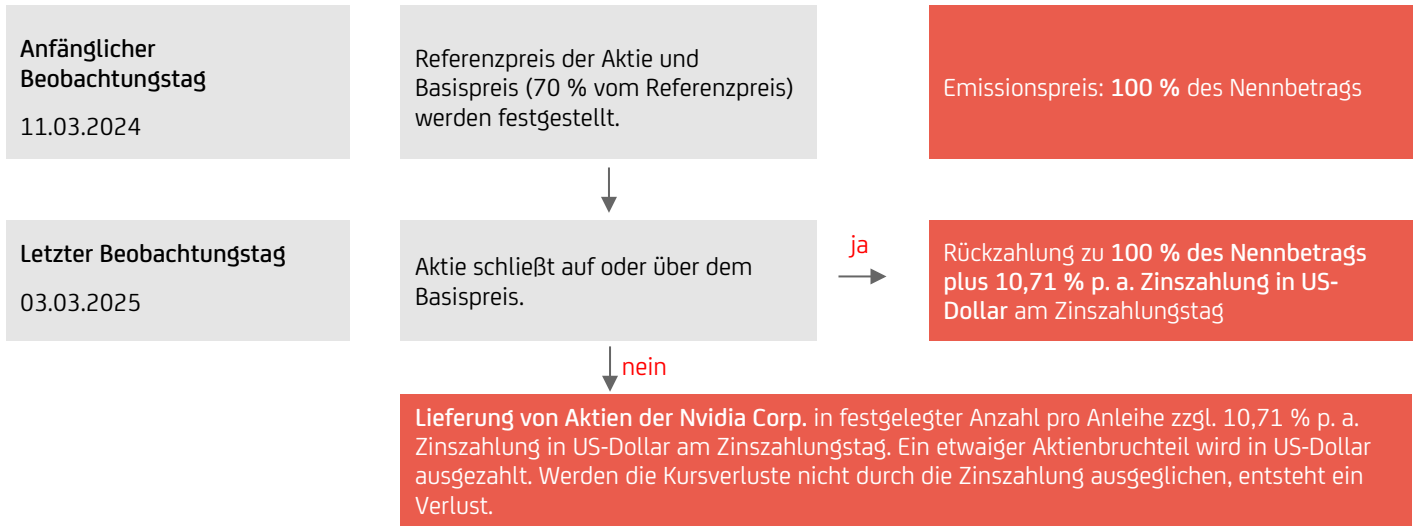 Anfänglicher
Beobachtungstag
11.03.2024
Referenzpreis der Aktie und
Basispreis (70 % vom Referenzpreis)
werden festgestellt.
Emissionspreis: 100 % des Nennbetrags
Letzter Beobachtungstag
03.03.2025
Aktie schließt auf oder über dem
Basispreis.
ja
Rückzahlung zu 100 % des Nennbetrags
plus 10,71 % p. a. Zinszahlung in US-
Dollar am Zinszahlungstag
nein
Lieferung von Aktien der Nvidia Corp. in festgelegter Anzahl pro Anleihe zzgl. 10,71 % p. a.
Zinszahlung in US-Dollar am Zinszahlungstag. Ein etwaiger Aktienbruchteil wird in US-Dollar
ausgezahlt. Werden die Kursverluste nicht durch die Zinszahlung ausgeglichen, entsteht ein
Verlust.